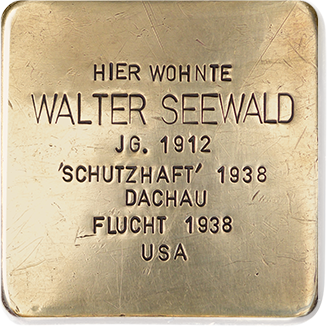 HIER WOHNTE
WALTER SEEWALD
JG. 1912
'SCHUTZHAFT' 1938
DACHAU
FLUCHT 1938
USA